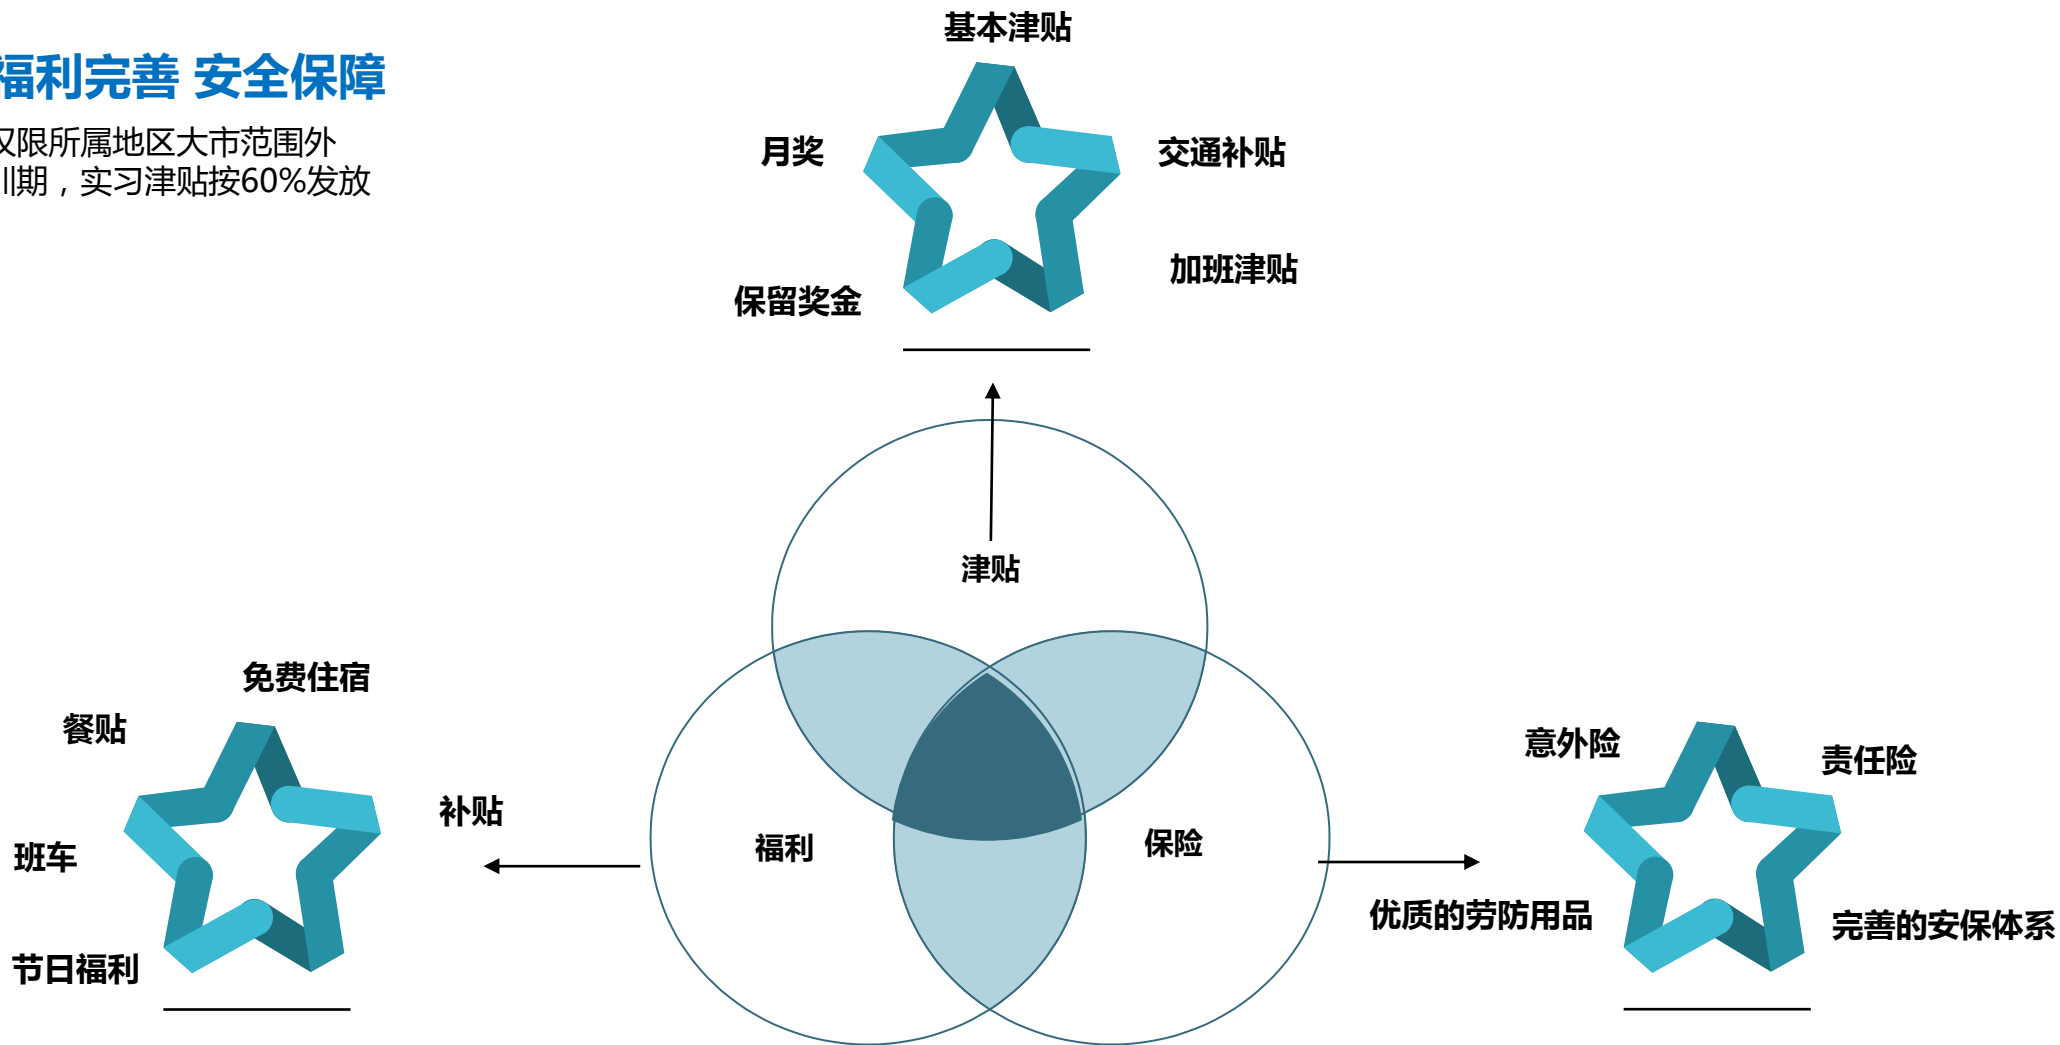 基本津贴
福利完善 安全保障
仅限所属地区大市范围外
训期，实习津贴按60%发放
月奖
交通补贴
加班津贴
保留奖金
津贴
免费住宿
餐贴
补贴
班车
节日福利
福利
保险
意外险
责任险
优质的劳防用品
完善的安保体系